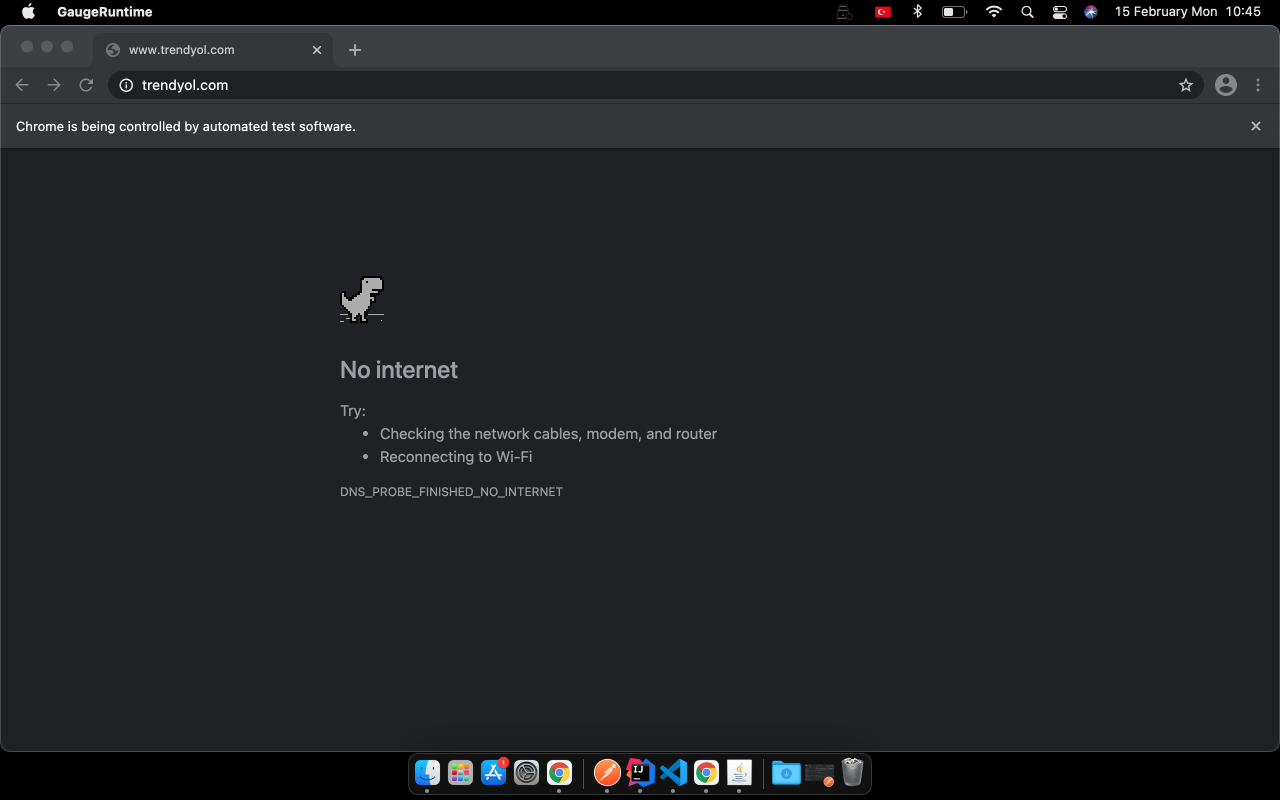 GaugeRuntime
15 February Mon 10:45
www.trendyol.com
trendyol.com
Chrome is being controlled by automated test software.
No internet
Try:
• Checking the network cables, modem, and router
• Reconnecting to Wi-Fi
DNS_PROBE_FINISHED_NO_INTERNET
1
IJ